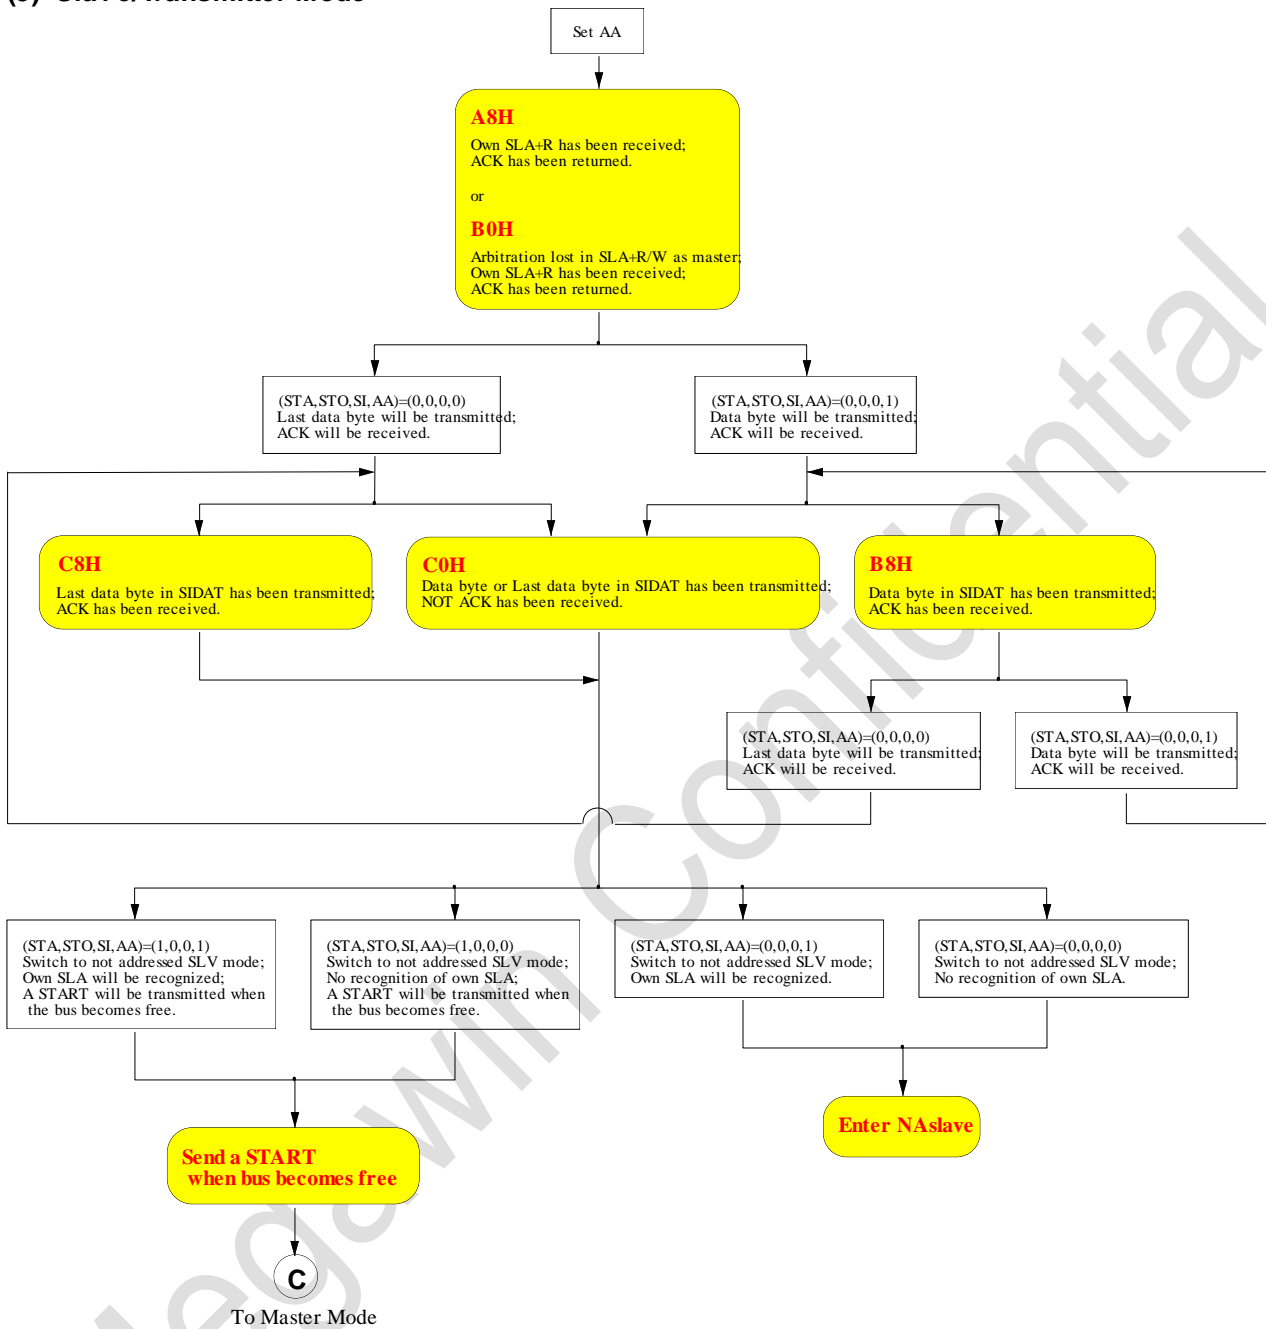 (3) Slave/Transmitter Mode
Set AA
A8H
Own SLA+R has been received;
ACK has been returned.
or
B0H
Arbitration lost in SLA+R/W as master;
Own SLA+R has been received;
ACK has been returned.
(STA,STO,SI,AA)=(0,0,0,0)
Last data byte will be transmitted;
ACK will be received.
(STA,STO,SI,AA)=(0,0,0,1)
Data byte will be transmitted;
ACK will be received.
C8H
Last data byte in SIDAT has been transmitted;
ACK has been received.
C0H
Data byte or Last data byte in SIDAT has been transmitted;
NOT ACK has been received.
B8H
Data byte in SIDAT has been transmitted;
ACK has been received.
(STA,STO,SI,AA)=(0,0,0,0)
Last data byte will be transmitted;
ACK will be received.
(STA,STO,SI,AA)=(0,0,0,1)
Data byte will be transmitted;
ACK will be received.
(STA,STO,SI,AA)=(1,0,0,1)
Switch to not addressed SLV mode;
Own SLA will be recognized;
A START will be transmitted when
the bus becomes free.
(STA,STO,SI,AA)=(1,0,0,0)
Switch to not addressed SLV mode;
No recognition of own SLA;
A START will be transmitted when
the bus becomes free.
(STA,STO,SI,AA)=(0,0,0,1)
Switch to not addressed SLV mode;
Own SLA will be recognized.
(STA,STO,SI,AA)=(0,0,0,0)
Switch to not addressed SLV mode;
No recognition of own SLA.
Send a START
when bus becomes free
Enter NAslave
C
To Master Mode
egawin Confidential